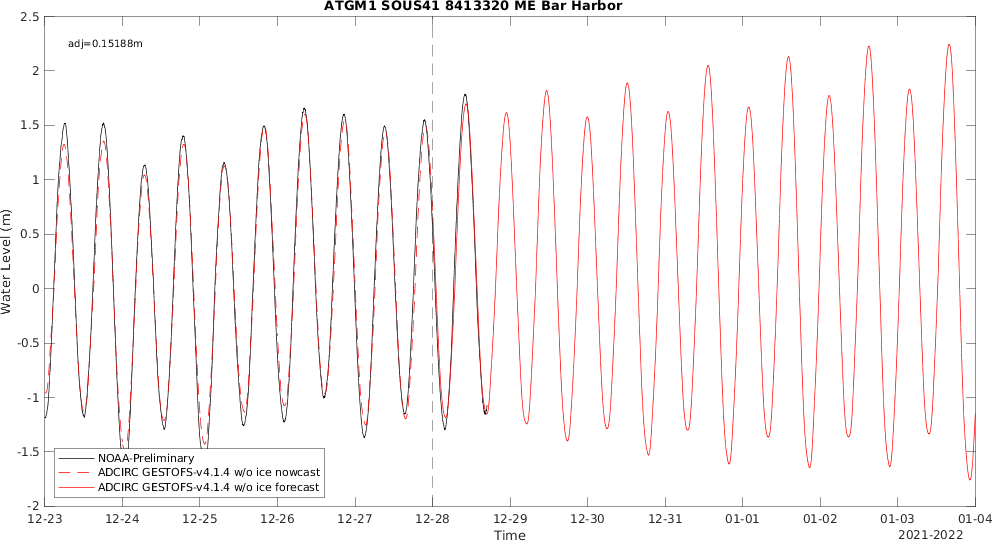 ATGM1 SOUS41 8413320 ME Bar Harbor
adj=0.15188m
2.5
2
1.5
1
0.5
0
-0.5
-1
-1.5
-2
Water Level (m)
NOAA-Preliminary
ADCIRC GESTOFS-v4.1.4 w/o ice nowcast
ADCIRC GESTOFS-v4.1.4 w/o ice forecast
12-23 12-24 12-25 12-26 12-27 12-28 12-29 12-30 12-31 01-01 01-02 01-03 01-04
Time
2021-2022